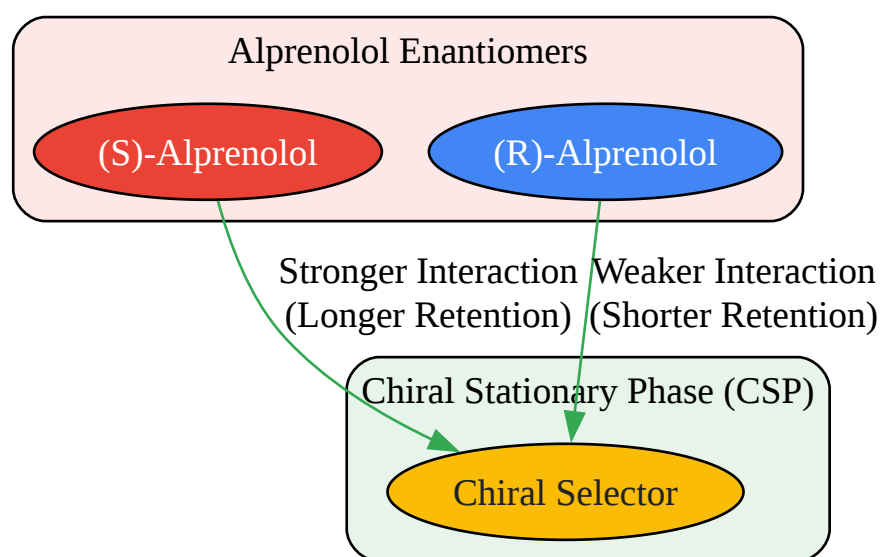 Alprenolol Enantiomers
(S)-Alprenolol
(R)-Alprenolol
Stronger Interaction
(Longer Retention)
Weaker Interaction
(Shorter Retention)
Chiral Stationary Phase (CSP)
Chiral Selector